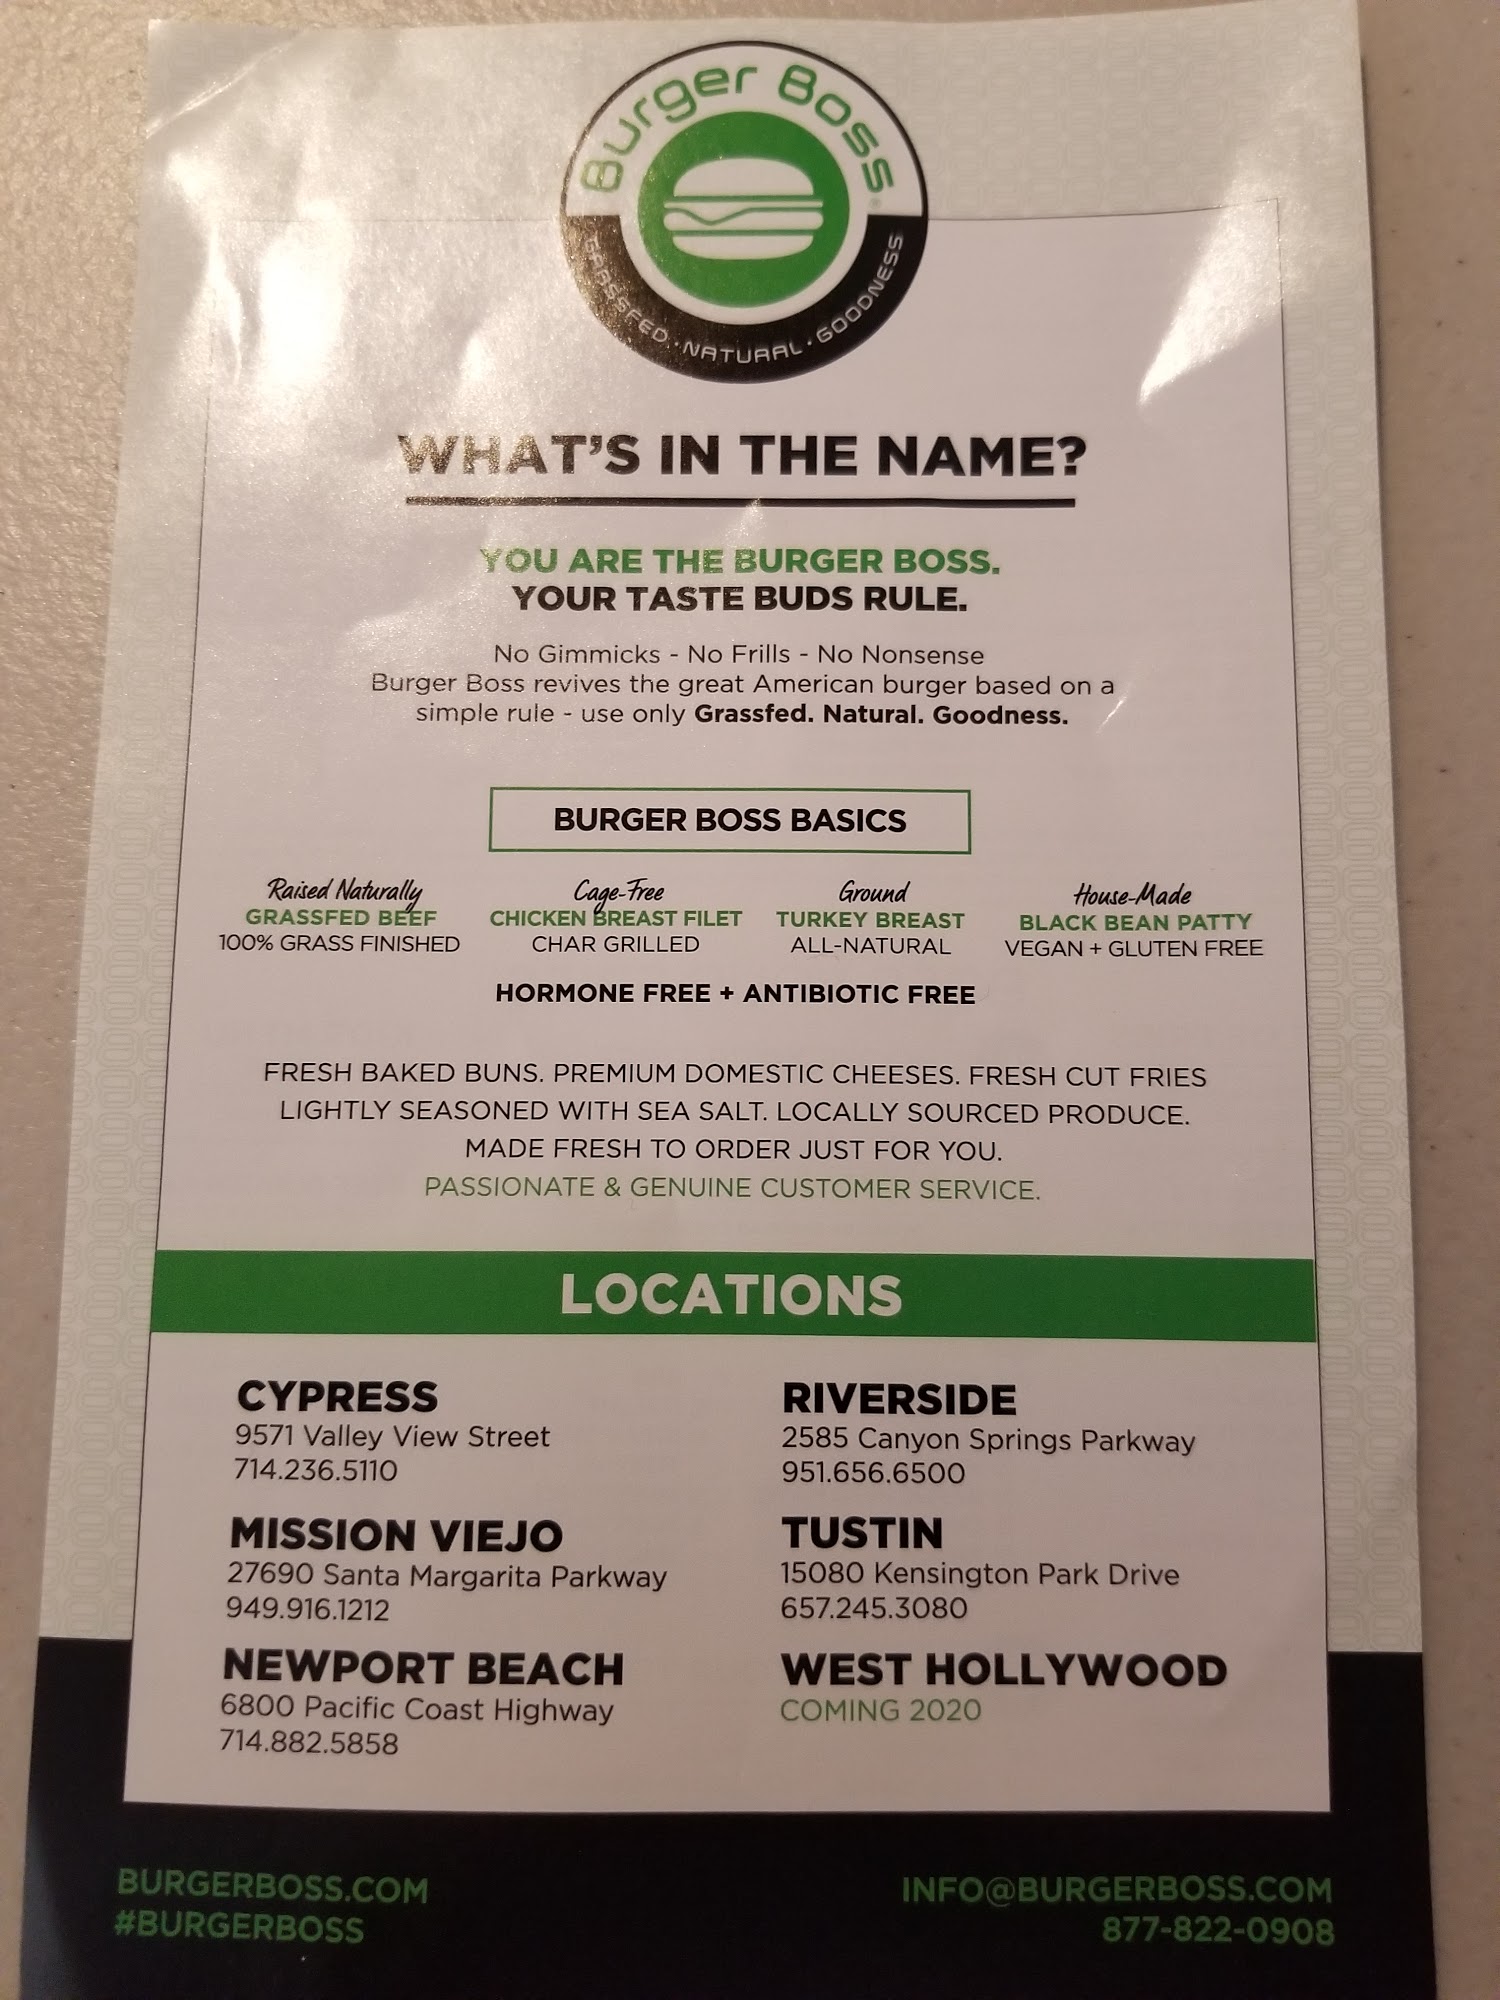 Burger Boss®
GRASSFED · NATURAL · GOODNESS
WHAT'S IN THE NAME?
YOU ARE THE BURGER BOSS.
YOUR TASTE BUDS RULE.
No Gimmicks - No Frills - No Nonsense
Burger Boss revives the great American burger based on a
simple rule - use only Grassfed. Natural. Goodness.
BURGER BOSS BASICS
Raised Naturally
GRASSFED BEEF
100% GRASS FINISHED
Cage-Free
CHICKEN BREAST FILET
CHAR GRILLED
Ground
TURKEY BREAST
ALL-NATURAL
House-Made
BLACK BEAN PATTY
VEGAN + GLUTEN FREE
HORMONE FREE + ANTIBIOTIC FREE
FRESH BAKED BUNS. PREMIUM DOMESTIC CHEESES. FRESH CUT FRIES
LIGHTLY SEASONED WITH SEA SALT. LOCALLY SOURCED PRODUCE.
MADE FRESH TO ORDER JUST FOR YOU.
PASSIONATE & GENUINE CUSTOMER SERVICE.
LOCATIONS
CYPRESS
9571 Valley View Street
714.236.5110
MISSION VIEJO
27690 Santa Margarita Parkway
949.916.1212
NEWPORT BEACH
6800 Pacific Coast Highway
714.882.5858
RIVERSIDE
2585 Canyon Springs Parkway
951.656.6500
TUSTIN
15080 Kensington Park Drive
657.245.3080
WEST HOLLYWOOD
COMING 2020
BURGERBOSS.COM
#BURGERBOSS
INFO@BURGERBOSS.COM
877-822-0908